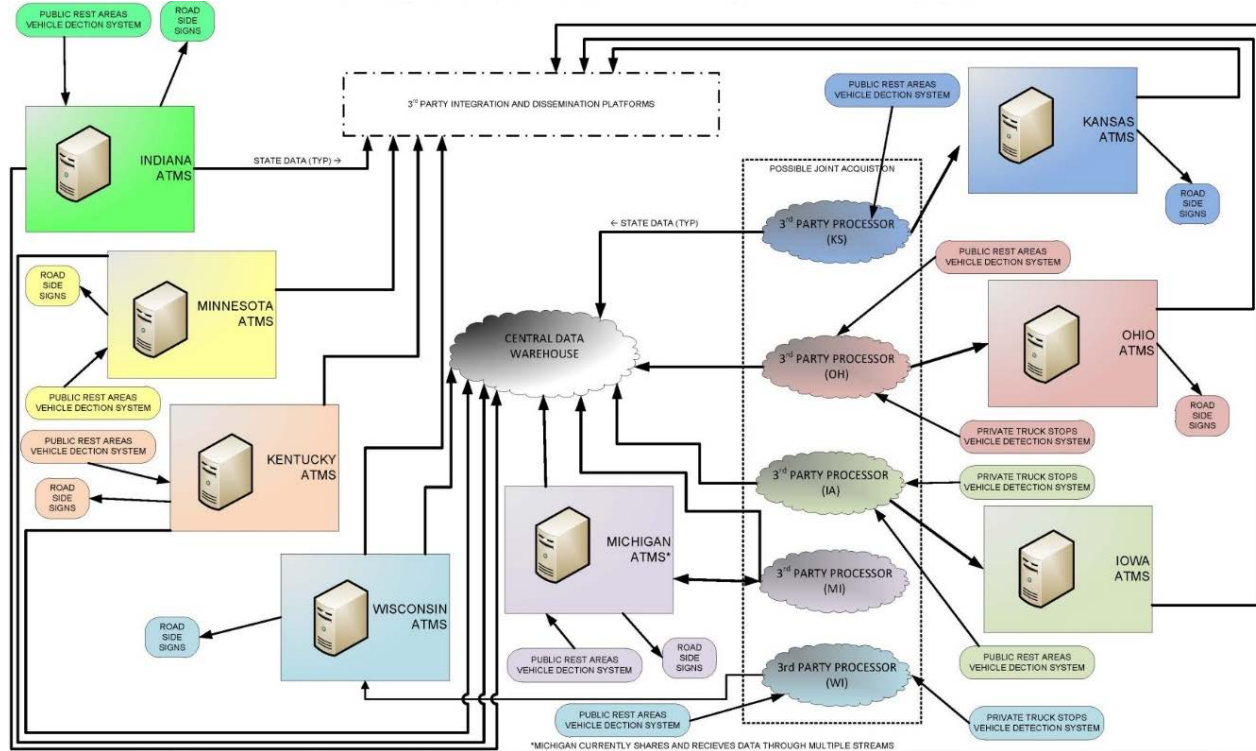 PUBLIC REST AREAS
VEHICLE DECTION SYSTEM
ROAD
SIDE
SIGNS
INDIANA
ATMS
STATE DATA (TYP) →
3rd PARTY INTEGRATION AND DISSEMINATION PLATFORMS
PUBLIC REST AREAS
VEHICLE DECTION SYSTEM
KANSAS
ATMS
ROAD
SIDE
SIGNS
POSSIBLE JOINT ACQUISTION
3rd PARTY PROCESSOR
(KS)
← STATE DATA (TYP)
ROAD
SIDE
SIGNS
MINNESOTA
ATMS
PUBLIC REST AREAS
VEHICLE DECTION SYSTEM
PUBLIC REST AREAS
VEHICLE DECTION SYSTEM
CENTRAL DATA
WAREHOUSE
3rd PARTY PROCESSOR
(OH)
OHIO
ATMS
ROAD
SIDE
SIGNS
PRIVATE TRUCK STOPS
VEHICLE DETECTION SYSTEM
PUBLIC REST AREAS
VEHICLE DECTION SYSTEM
KENTUCKY
ATMS
ROAD
SIDE
SIGNS
3rd PARTY PROCESSOR
(IA)
PRIVATE TRUCK STOPS
VEHICLE DETECTION SYSTEM
IOWA
ATMS
MICHIGAN
ATMS*
3rd PARTY PROCESSOR
(MI)
WISCONSIN
ATMS
ROAD
SIDE
SIGNS
PUBLIC REST AREAS
VEHICLE DECTION SYSTEM
ROAD
SIDE
SIGNS
3rd PARTY PROCESSOR
(WI)
PUBLIC REST AREAS
VEHICLE DECTION SYSTEM
PUBLIC REST AREAS
VEHICLE DECTION SYSTEM
PRIVATE TRUCK STOPS
VEHICLE DETECTION SYSTEM
*MICHIGAN CURRENTLY SHARES AND RECIEVES DATA THROUGH MULTIPLE STREAMS